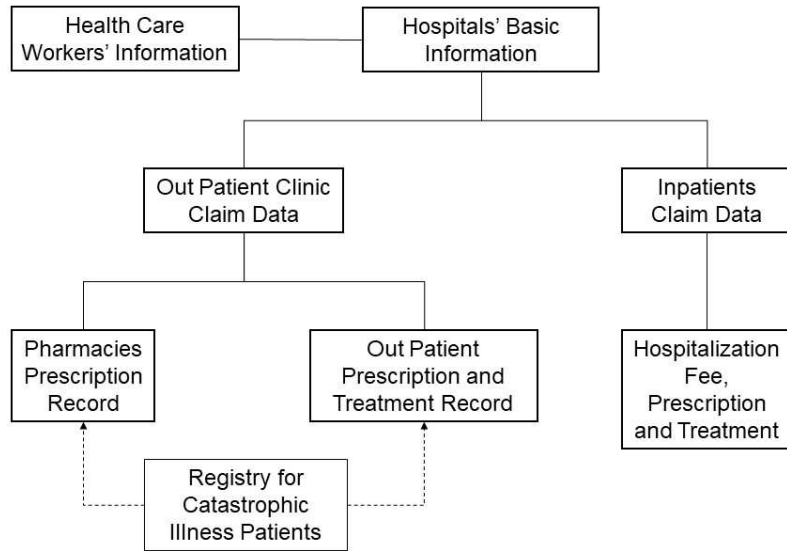 Health Care
Workers' Information
Hospitals' Basic
Information
Out Patient Clinic
Claim Data
Inpatients
Claim Data
Pharmacies
Prescription
Record
Out Patient
Prescription and
Treatment Record
Hospitalization
Fee,
Prescription
and Treatment
Registry for
Catastrophic
Illness Patients